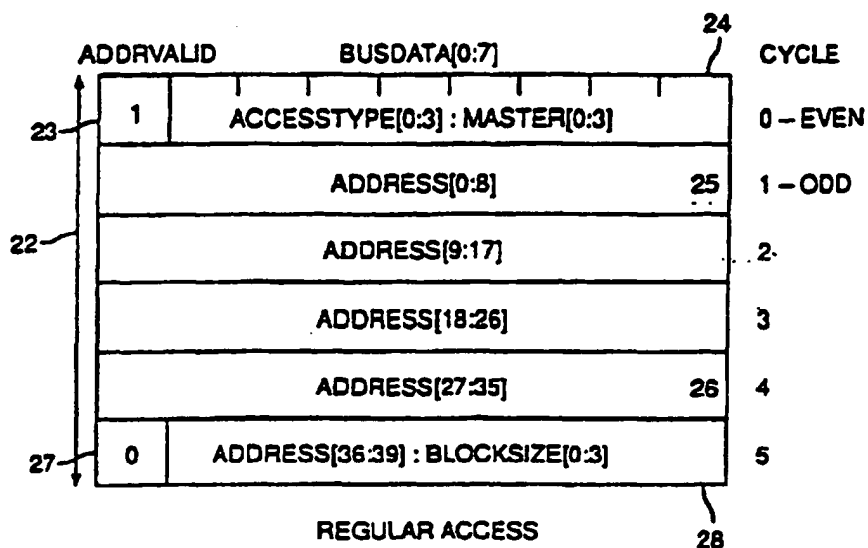 24
ADDRVALID BUSDATA[0:7] CYCLE
23 1 ACCESSTYPE[0:3] : MASTER[0:3] 0 – EVEN
ADDRESS[0:8] 25 1 – ODD
22 ADDRESS[9:17] 2
ADDRESS[18:26] 3
ADDRESS[27:35] 26 4
27 0 ADDRESS[36:39] : BLOCKSIZE[0:3] 5
REGULAR ACCESS 28